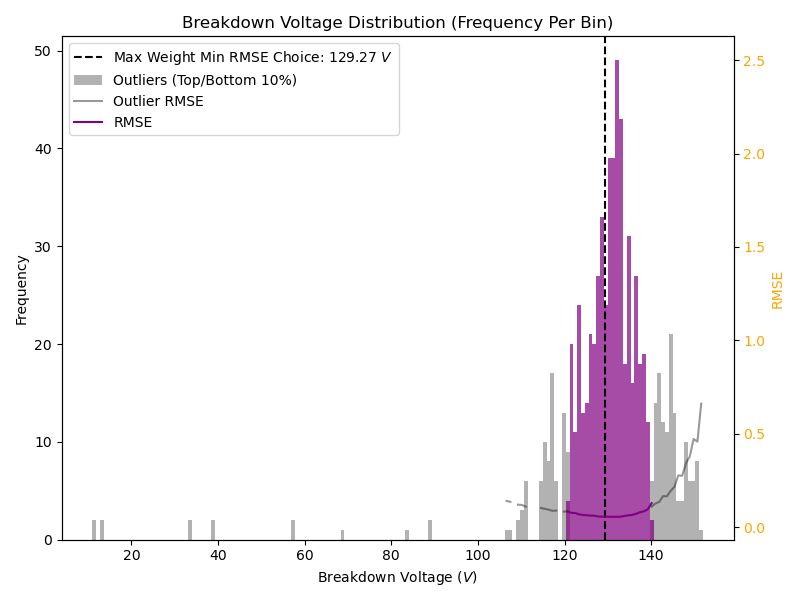 Breakdown Voltage Distribution (Frequency Per Bin)
Max Weight Min RMSE Choice: 129.27 V
Outliers (Top/Bottom 10%)
Outlier RMSE
RMSE
50
40
30
20
10
0
Frequency
2.5
2.0
1.5
1.0
0.5
0.0
RMSE
20 40 60 80 100 120 140
Breakdown Voltage (V)